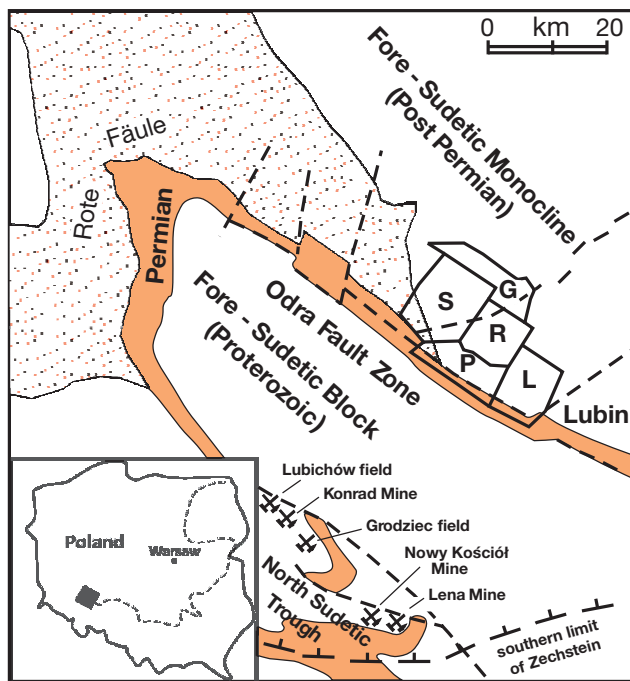 0 km 20
Fore - Sudetic Monocline
(Post Permian)
Rote Fäule
Permian
Fore - Sudetic Block
(Proterozoic)
Odra Fault Zone
G
S
R
P
L
Lubin
Lubichów field
Konrad Mine
Grodziec field
Nowy Kościół
Mine
Lena Mine
North Sudetic
Trough
southern limit
of Zechstein
Poland
Warsaw